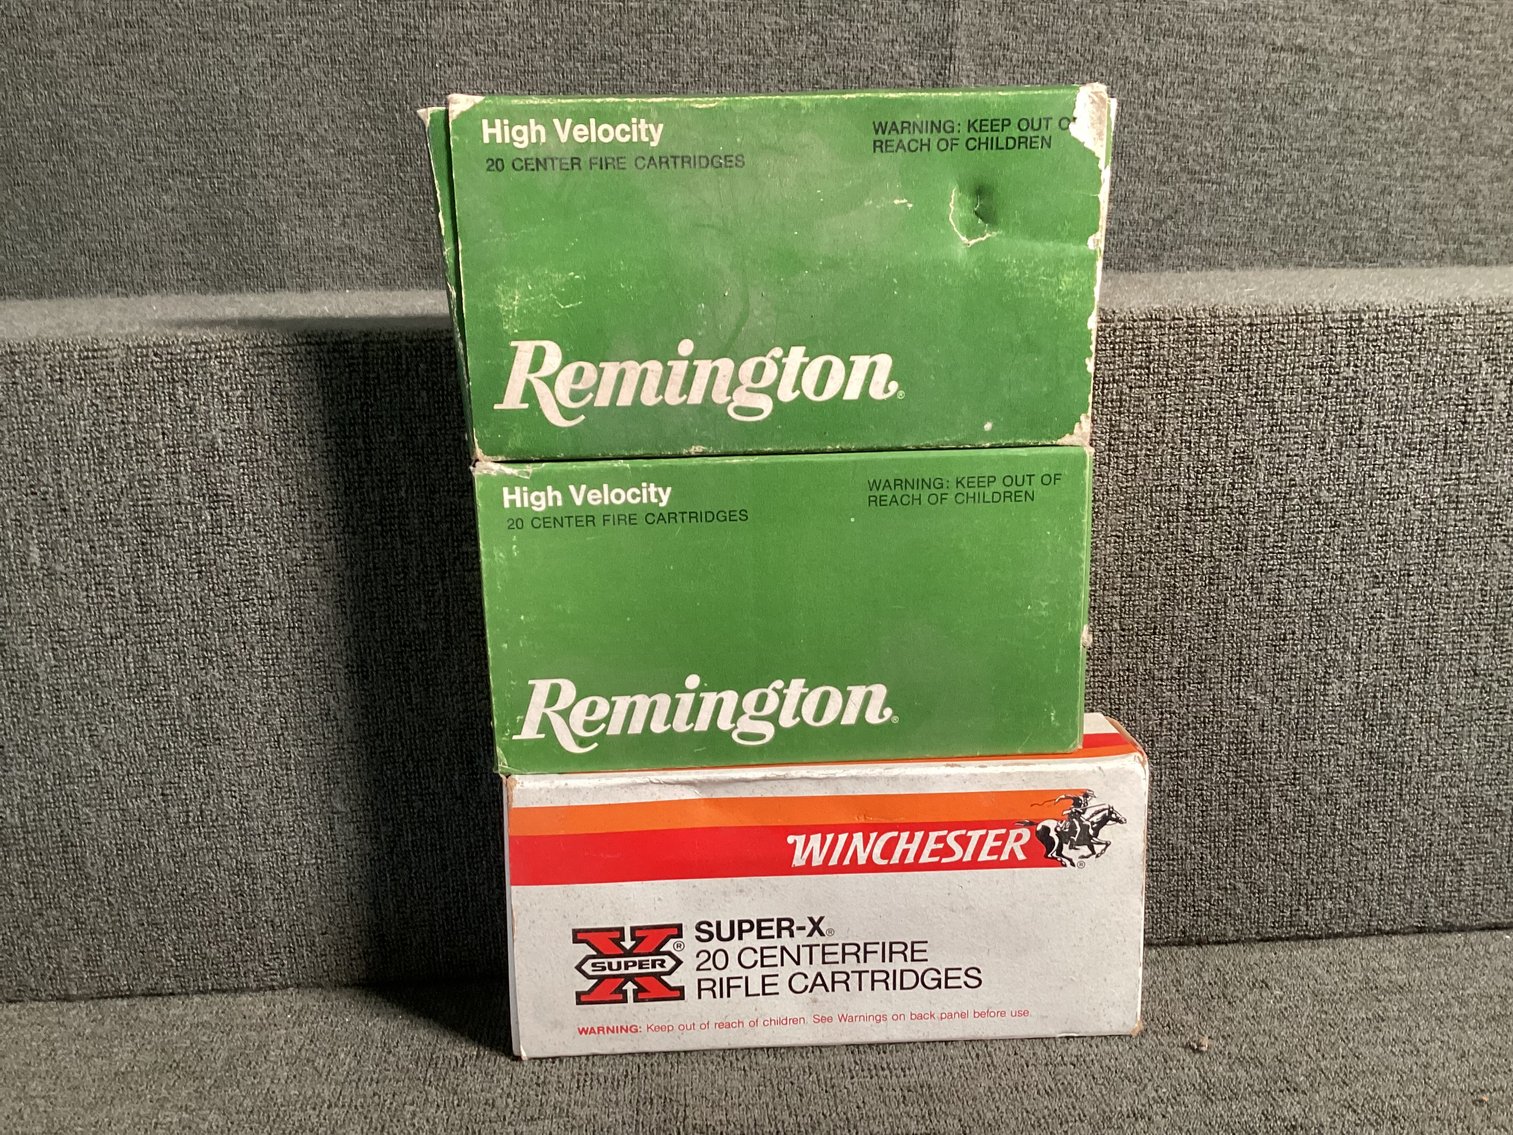 High Velocity
20 CENTER FIRE CARTRIDGES
WARNING: KEEP OUT
REACH OF CHILDREN
Remington®
High Velocity
20 CENTER FIRE CARTRIDGES
WARNING: KEEP OUT OF
REACH OF CHILDREN
Remington®
WINCHESTER®
X SUPER®
SUPER-X®
20 CENTERFIRE
RIFLE CARTRIDGES
WARNING: Keep out of reach of children. See Warnings on back panel before use.